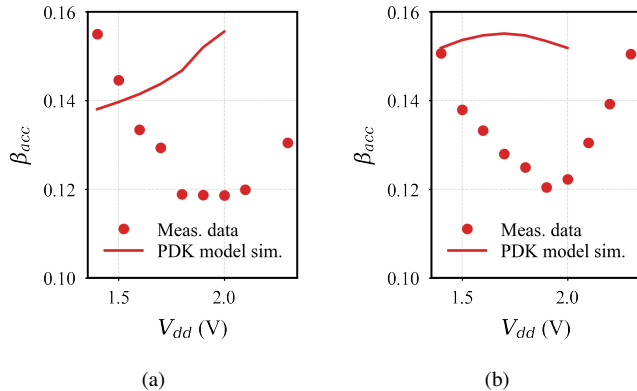 0.16
0.14
0.12
0.10
β_acc
Meas. data
PDK model sim.
1.5 2.0
V_dd (V)
(a)
0.16
0.14
0.12
0.10
β_acc
Meas. data
PDK model sim.
1.5 2.0
V_dd (V)
(b)